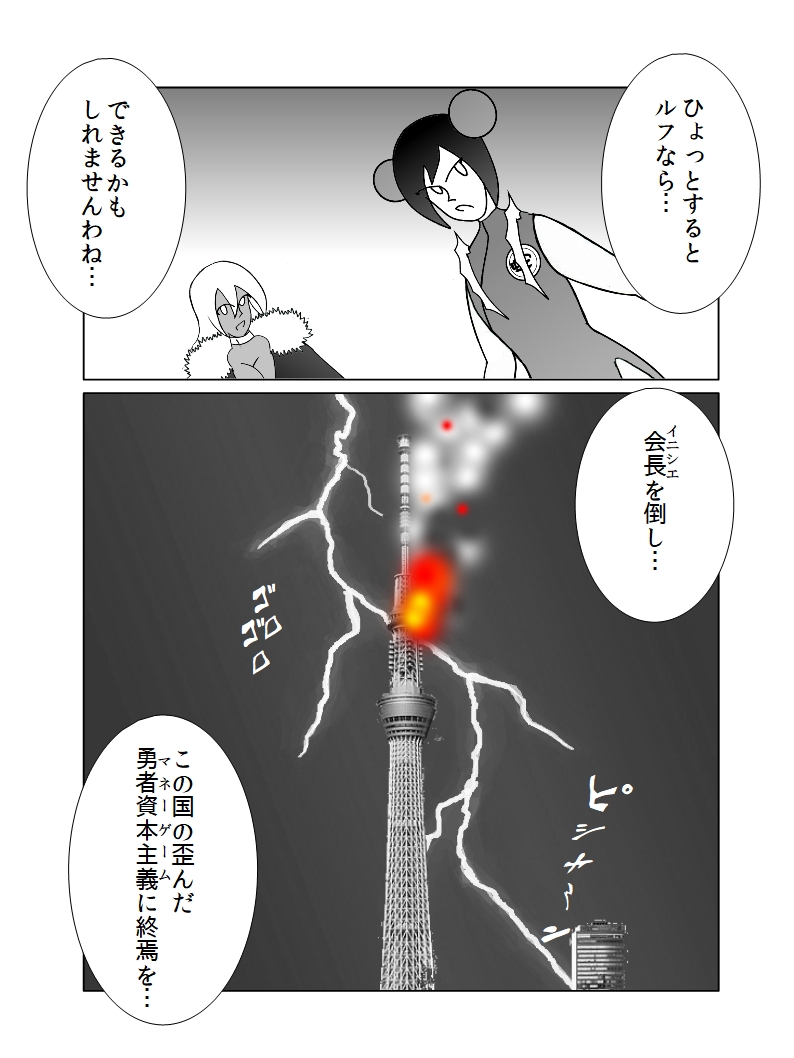 ひょっとすると
ルフなら…
できるかも
しれませんわね…
イニシエ
会長を倒し…
ゴゴロロ
ピシャーン
この国の歪んだ
マネーゲーム
勇者資本主義に終焉を…